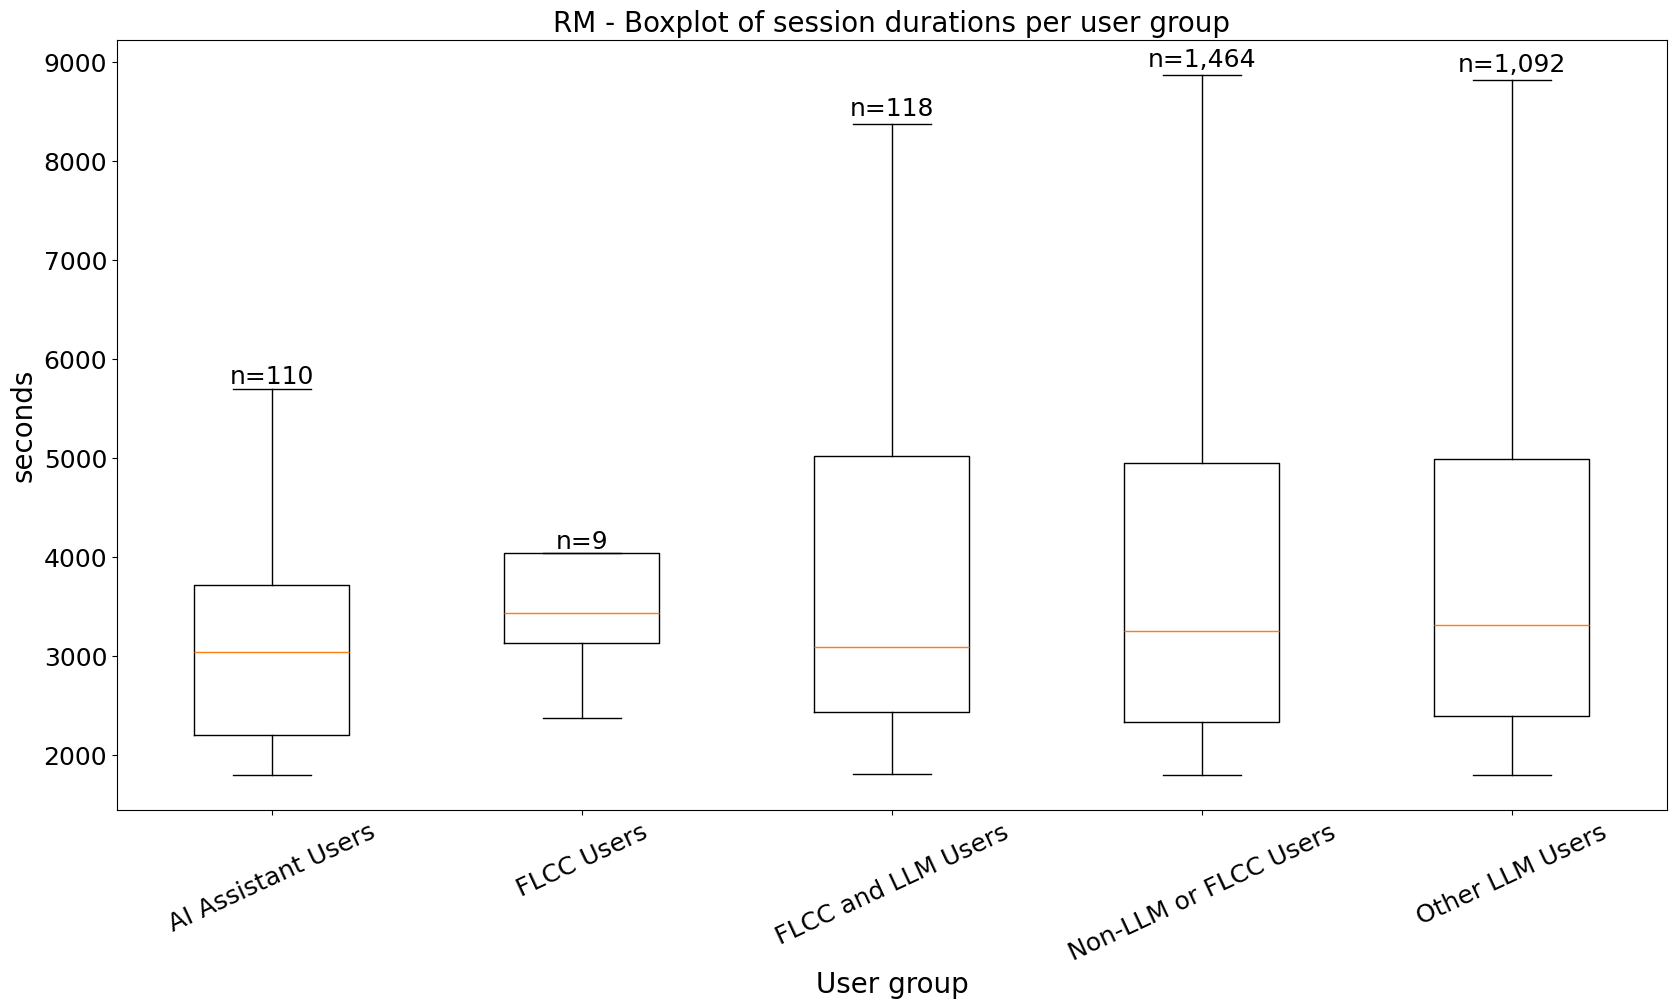 RM - Boxplot of session durations per user group
seconds
9000
8000
7000
6000
5000
4000
3000
2000
n=110
n=9
n=118
n=1,464
n=1,092
AI Assistant Users
FLCC Users
FLCC and LLM Users
Non-LLM or FLCC Users
Other LLM Users
User group